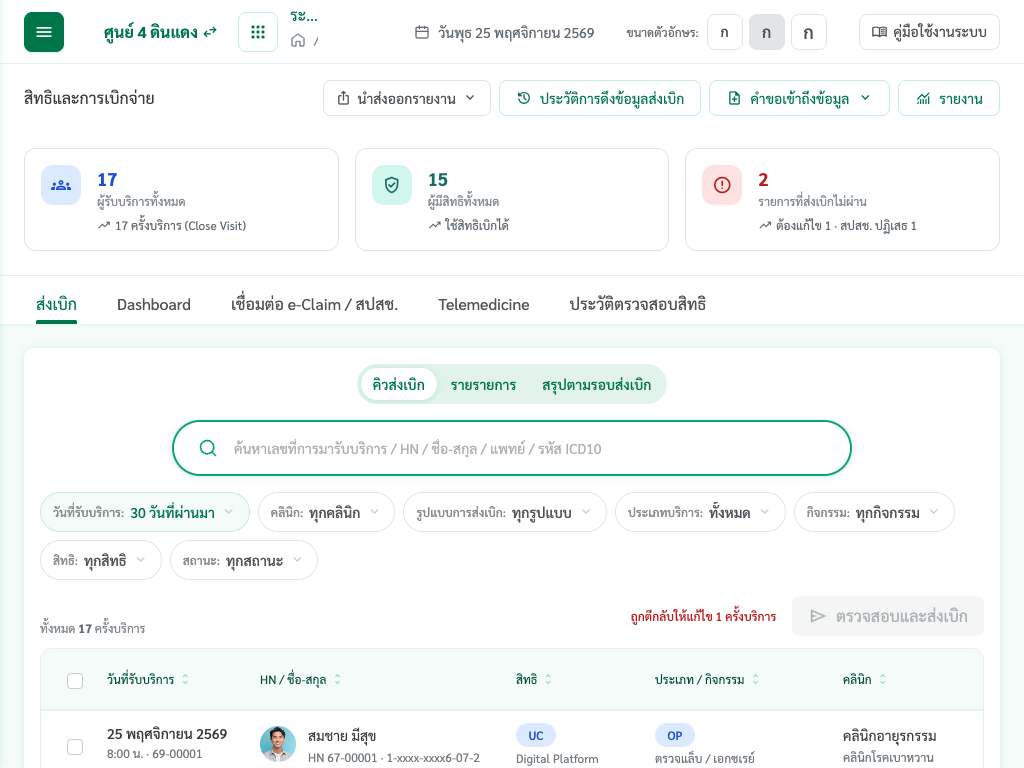 ศูนย์ 4 ดินแดง
ระ...
/
วันพุธ 25 พฤศจิกายน 2569
ขนาดตัวอักษร:
ก
ก
ก
คู่มือใช้งานระบบ
สิทธิและการเบิกจ่าย
นำส่งออกรายงาน
ประวัติการดึงข้อมูลส่งเบิก
คำขอเข้าถึงข้อมูล
รายงาน
17
ผู้รับบริการทั้งหมด
17 ครั้งบริการ (Close Visit)
15
ผู้มีสิทธิทั้งหมด
ใช้สิทธิเบิกได้
2
รายการที่ส่งเบิกไม่ผ่าน
ต้องแก้ไข 1 · สปสช. ปฏิเสธ 1
ส่งเบิก
Dashboard
เชื่อมต่อ e-Claim / สปสช.
Telemedicine
ประวัติตรวจสอบสิทธิ
คิวส่งเบิก
รายรายการ
สรุปตามรอบส่งเบิก
ค้นหาเลขที่การมารับบริการ / HN / ชื่อ-สกุล / แพทย์ / รหัส ICD10
วันที่รับบริการ: 30 วันที่ผ่านมา
คลินิก: ทุกคลินิก
รูปแบบการส่งเบิก: ทุกรูปแบบ
ประเภทบริการ: ทั้งหมด
กิจกรรม: ทุกกิจกรรม
สิทธิ: ทุกสิทธิ
สถานะ: ทุกสถานะ
ทั้งหมด 17 ครั้งบริการ
ถูกตีกลับให้แก้ไข 1 ครั้งบริการ
ตรวจสอบและส่งเบิก
วันที่รับบริการ
HN / ชื่อ-สกุล
สิทธิ
ประเภท / กิจกรรม
คลินิก
25 พฤศจิกายน 2569
8:00 น. · 69-00001
สมชาย มีสุข
HN 67-00001 · 1-xxxx-xxxx6-07-2
UC
Digital Platform
OP
ตรวจแล็บ / เอกซเรย์
คลินิกอายุรกรรม
คลินิกโรคเบาหวาน